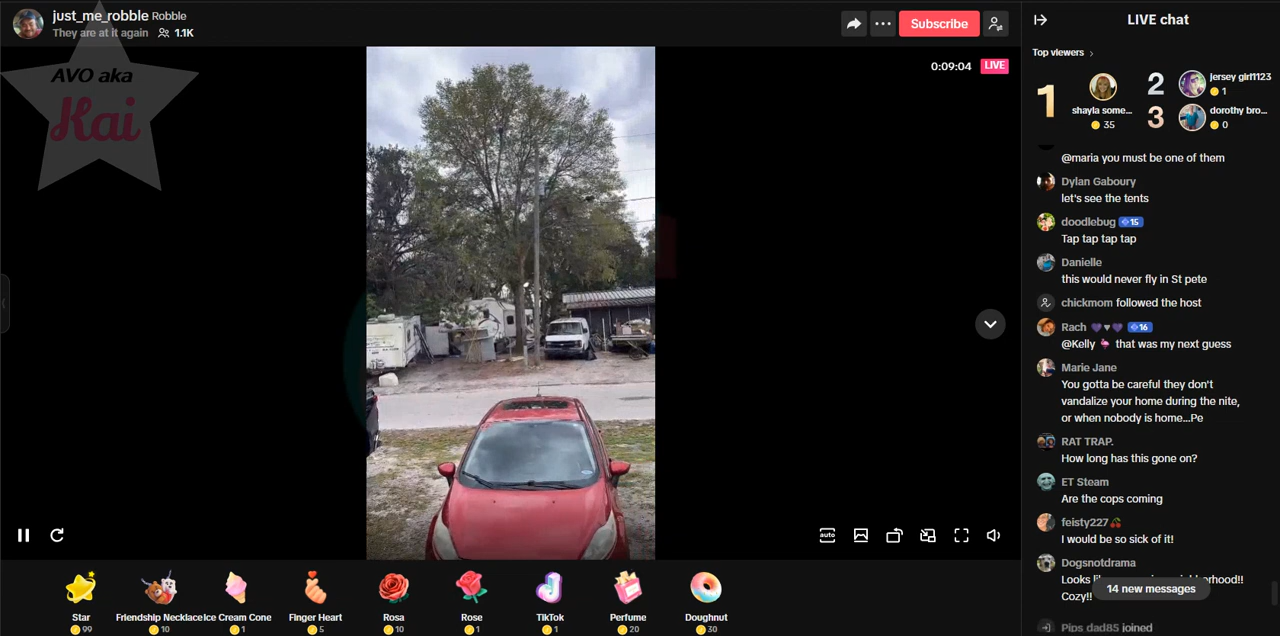 just_me_robble Robble
They are at it again 1.1K
AVO aka
Kai
Subscribe
0:09:04 LIVE
auto
Star
99
Friendship Necklace
10
Ice Cream Cone
1
Finger Heart
5
Rosa
10
Rose
1
TikTok
1
Perfume
20
Doughnut
30
LIVE chat
Top viewers
1
shayla some...
35
2
jersey girl1123
1
3
dorothy bro...
0
@maria you must be one of them
Dylan Gaboury
let's see the tents
doodlebug 15
Tap tap tap tap
Danielle
this would never fly in St pete
chickmom followed the host
Rach 💜♥💜 16
@Kelly 🦩 that was my next guess
Marie Jane
You gotta be careful they don't
vandalize your home during the nite,
or when nobody is home...Pe
RAT TRAP.
How long has this gone on?
ET Steam
Are the cops coming
feisty227🍒
I would be so sick of it!
Dogsnotdrama
Looks
Cozy!!
14 new messages
Pips_dad85 joined